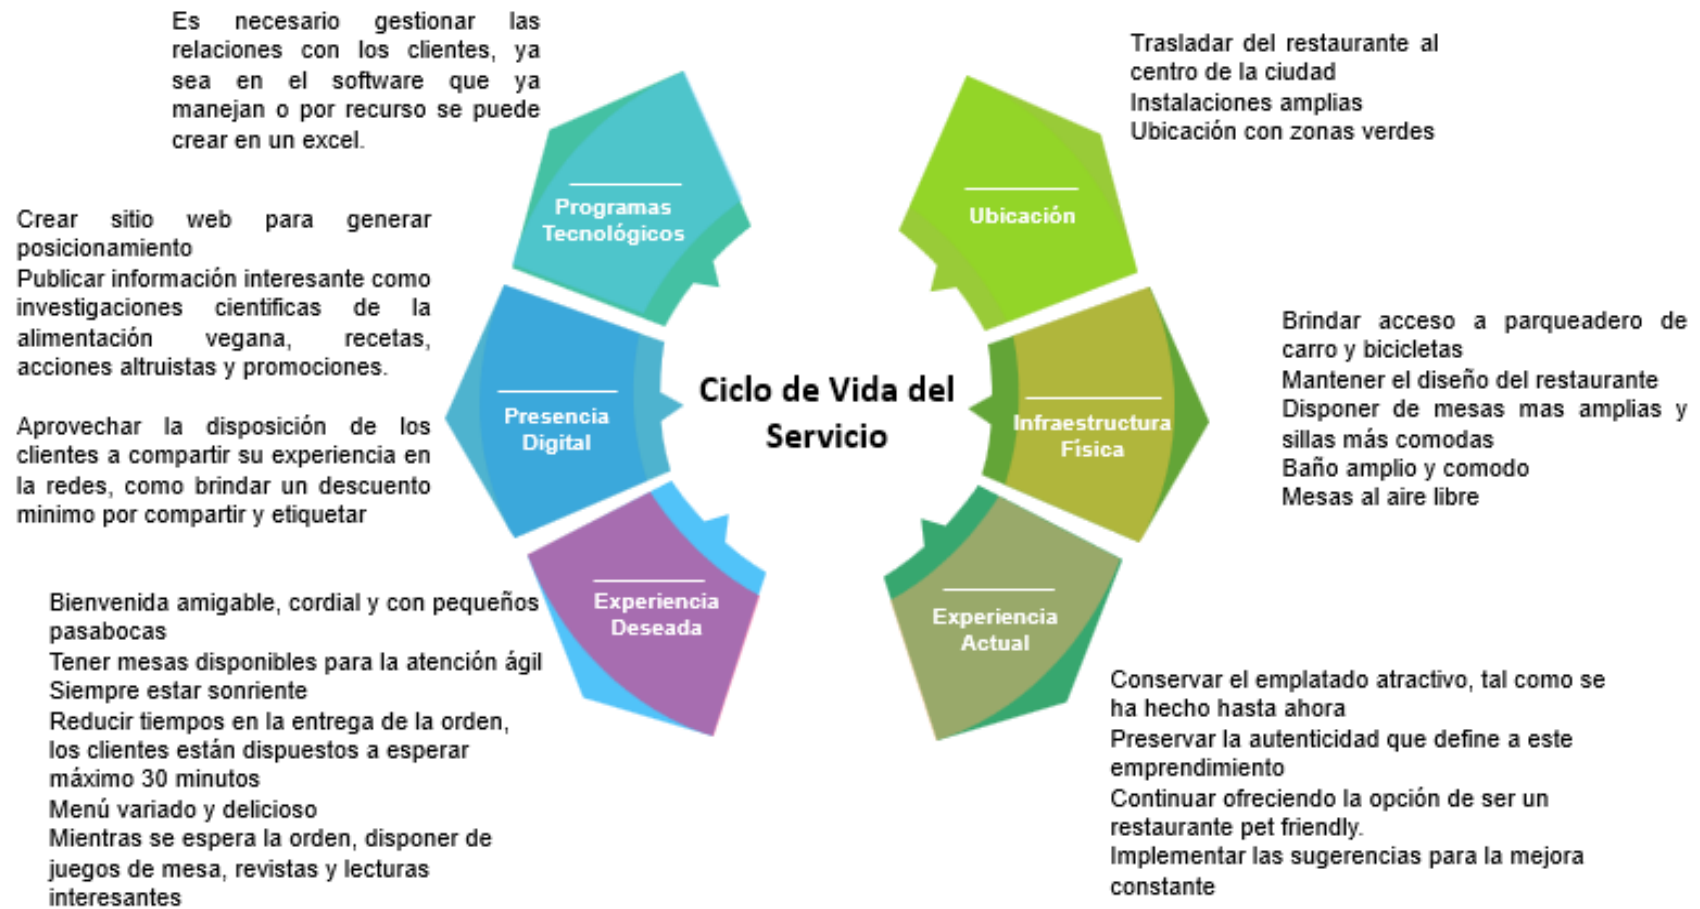 Es necesario gestionar las
relaciones con los clientes, ya
sea en el software que ya
manejan o por recurso se puede
crear en un excel.
Programas
Tecnológicos
Crear sitio web para generar
posicionamiento
Publicar información interesante como
investigaciones cientificas de la
alimentación vegana, recetas,
acciones altruistas y promociones.
Aprovechar la disposición de los
clientes a compartir su experiencia en
la redes, como brindar un descuento
minimo por compartir y etiquetar
Presencia
Digital
Bienvenida amigable, cordial y con pequeños
pasabocas
Tener mesas disponibles para la atención ágil
Siempre estar sonriente
Reducir tiempos en la entrega de la orden,
los clientes están dispuestos a esperar
máximo 30 minutos
Menú variado y delicioso
Mientras se espera la orden, disponer de
juegos de mesa, revistas y lecturas
interesantes
Experiencia
Deseada
Ciclo de Vida del
Servicio
Trasladar del restaurante al
centro de la ciudad
Instalaciones amplias
Ubicación con zonas verdes
Ubicación
Brindar acceso a parqueadero de
carro y bicicletas
Mantener el diseño del restaurante
Disponer de mesas mas amplias y
sillas más comodas
Baño amplio y comodo
Mesas al aire libre
Infraestructura
Física
Experiencia
Actual
Conservar el emplatado atractivo, tal como se
ha hecho hasta ahora
Preservar la autenticidad que define a este
emprendimiento
Continuar ofreciendo la opción de ser un
restaurante pet friendly.
Implementar las sugerencias para la mejora
constante